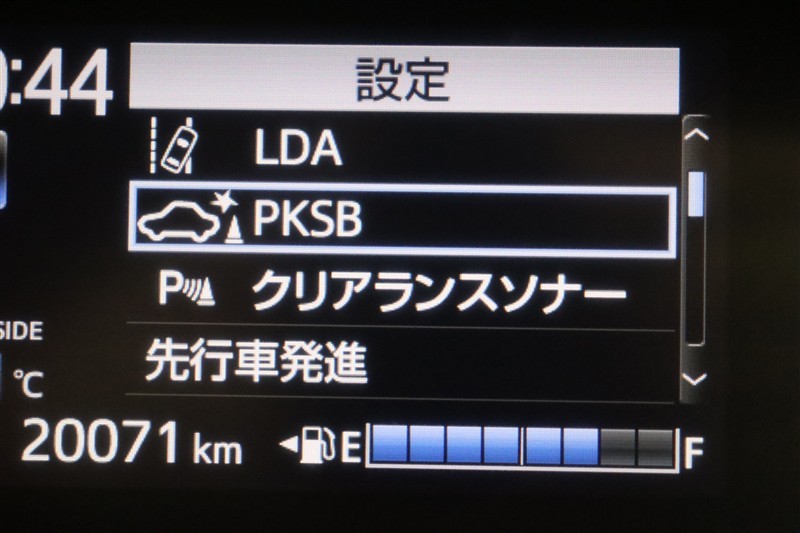 :44
設定
LDA
PKSB
P クリアランスソナー
先行車発進
SIDE
℃
20071 km
E F